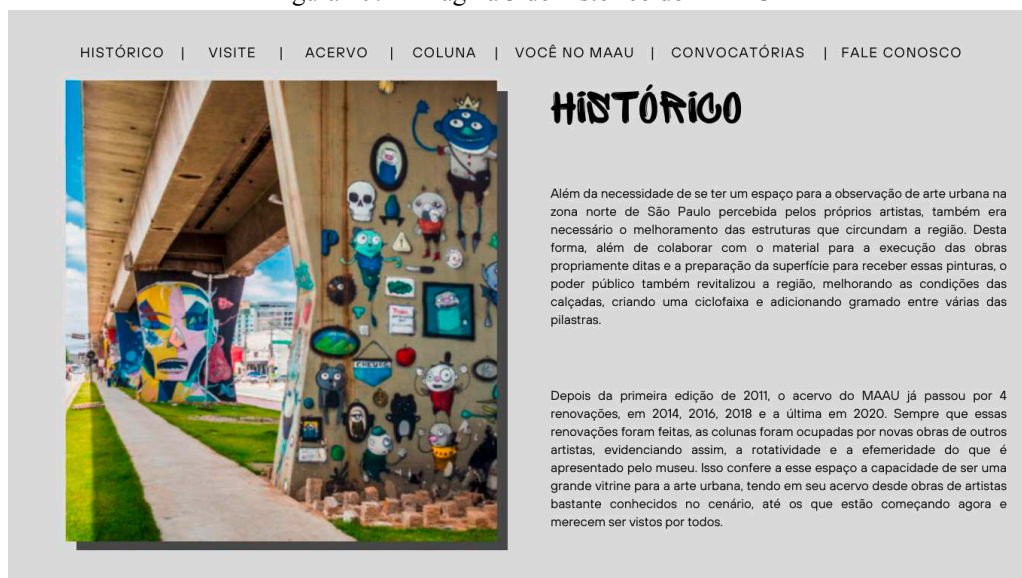 HISTÓRICO | VISITE | ACERVO | COLUNA | VOCÊ NO MAAU | CONVOCATÓRIAS | FALE CONOSCO
HISTÓRICO
Além da necessidade de se ter um espaço para a observação de arte urbana na
zona norte de São Paulo percebida pelos próprios artistas, também era
necessário o melhoramento das estruturas que circundam a região. Desta
forma, além de colaborar com o material para a execução das obras
propriamente ditas e a preparação da superfície para receber essas pinturas, o
poder público também revitalizou a região, melhorando as condições das
calçadas, criando uma ciclofaixa e adicionando gramado entre várias das
pilastras.
Depois da primeira edição de 2011, o acervo do MAAU já passou por 4
renovações, em 2014, 2016, 2018 e a última em 2020. Sempre que essas
renovações foram feitas, as colunas foram ocupadas por novas obras de outros
artistas, evidenciando assim, a rotatividade e a efemeridade do que é
apresentado pelo museu. Isso confere a esse espaço a capacidade de ser uma
grande vitrine para a arte urbana, tendo em seu acervo desde obras de artistas
bastante conhecidos no cenário, até os que estão começando agora e
merecem ser vistos por todos.